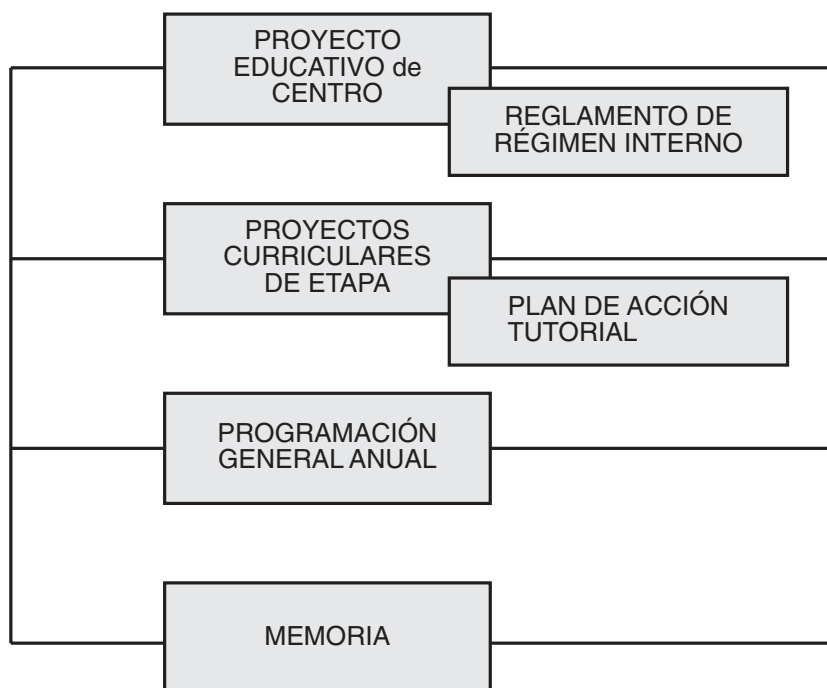 PROYECTO
EDUCATIVO de
CENTRO
REGLAMENTO DE
RÉGIMEN INTERNO
PROYECTOS
CURRICULARES
DE ETAPA
PLAN DE ACCIÓN
TUTORIAL
PROGRAMACIÓN
GENERAL ANUAL
MEMORIA